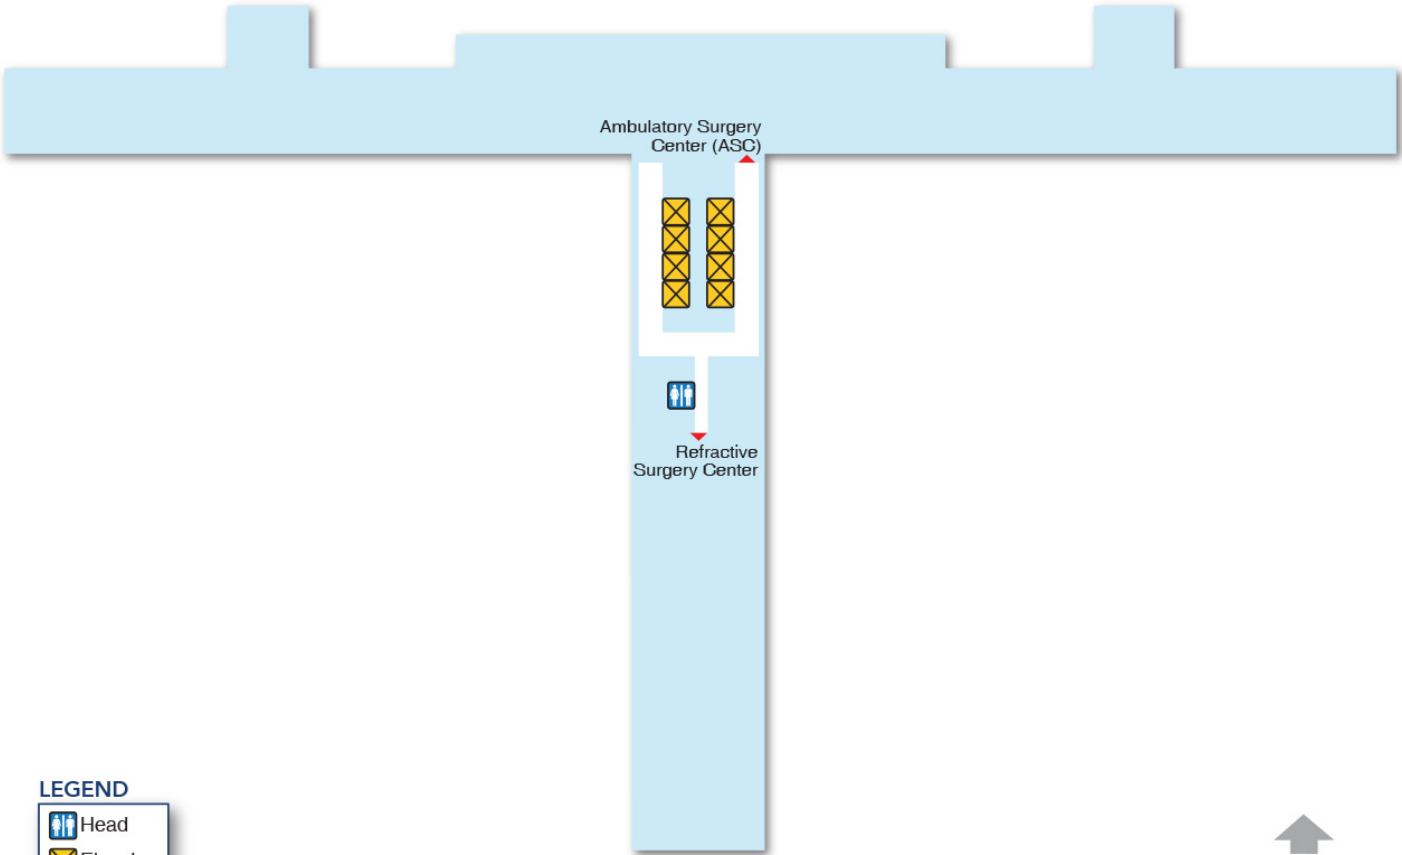 Ambulatory Surgery
Center (ASC)
Refractive
Surgery Center
LEGEND
Head